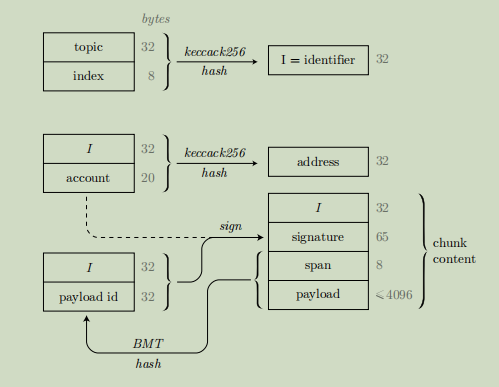 bytes
topic 32
index 8
keccack256
hash
I = identifier 32
I 32
account 20
keccack256
hash
address 32
I 32
signature 65
span 8
payload ⩽4096
chunk
content
sign
I 32
payload id 32
BMT
hash